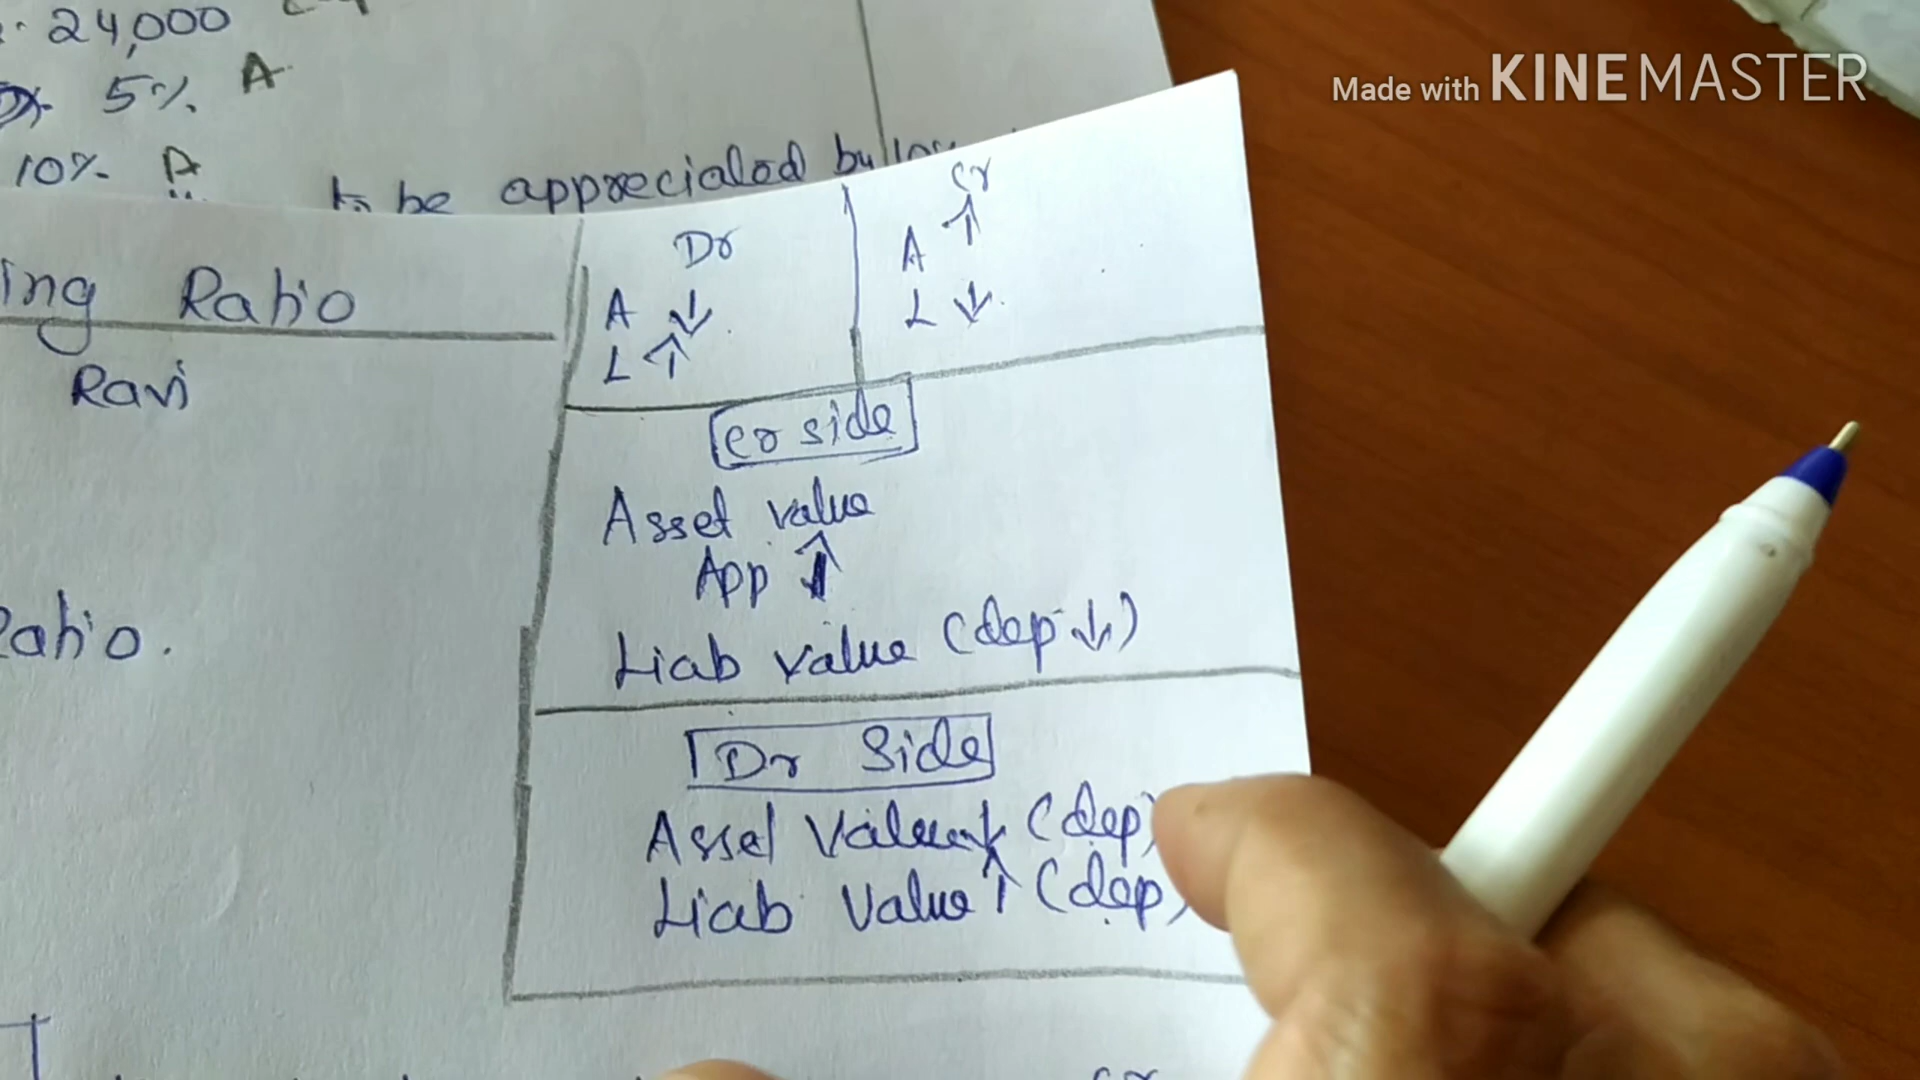 24,000
Made with KINEMASTER
5% A
10% A
to be appreciated by
Dr
Cr
A ↓
A ↑
L ↑
L ↓
ing Ratio
Ravi
Cr side
Asset value
App ↑
Liab value (dep ↓)
Ratio.
Dr Side
Asset Value ↓ (dep)
Liab Value ↑ (dep)
cr